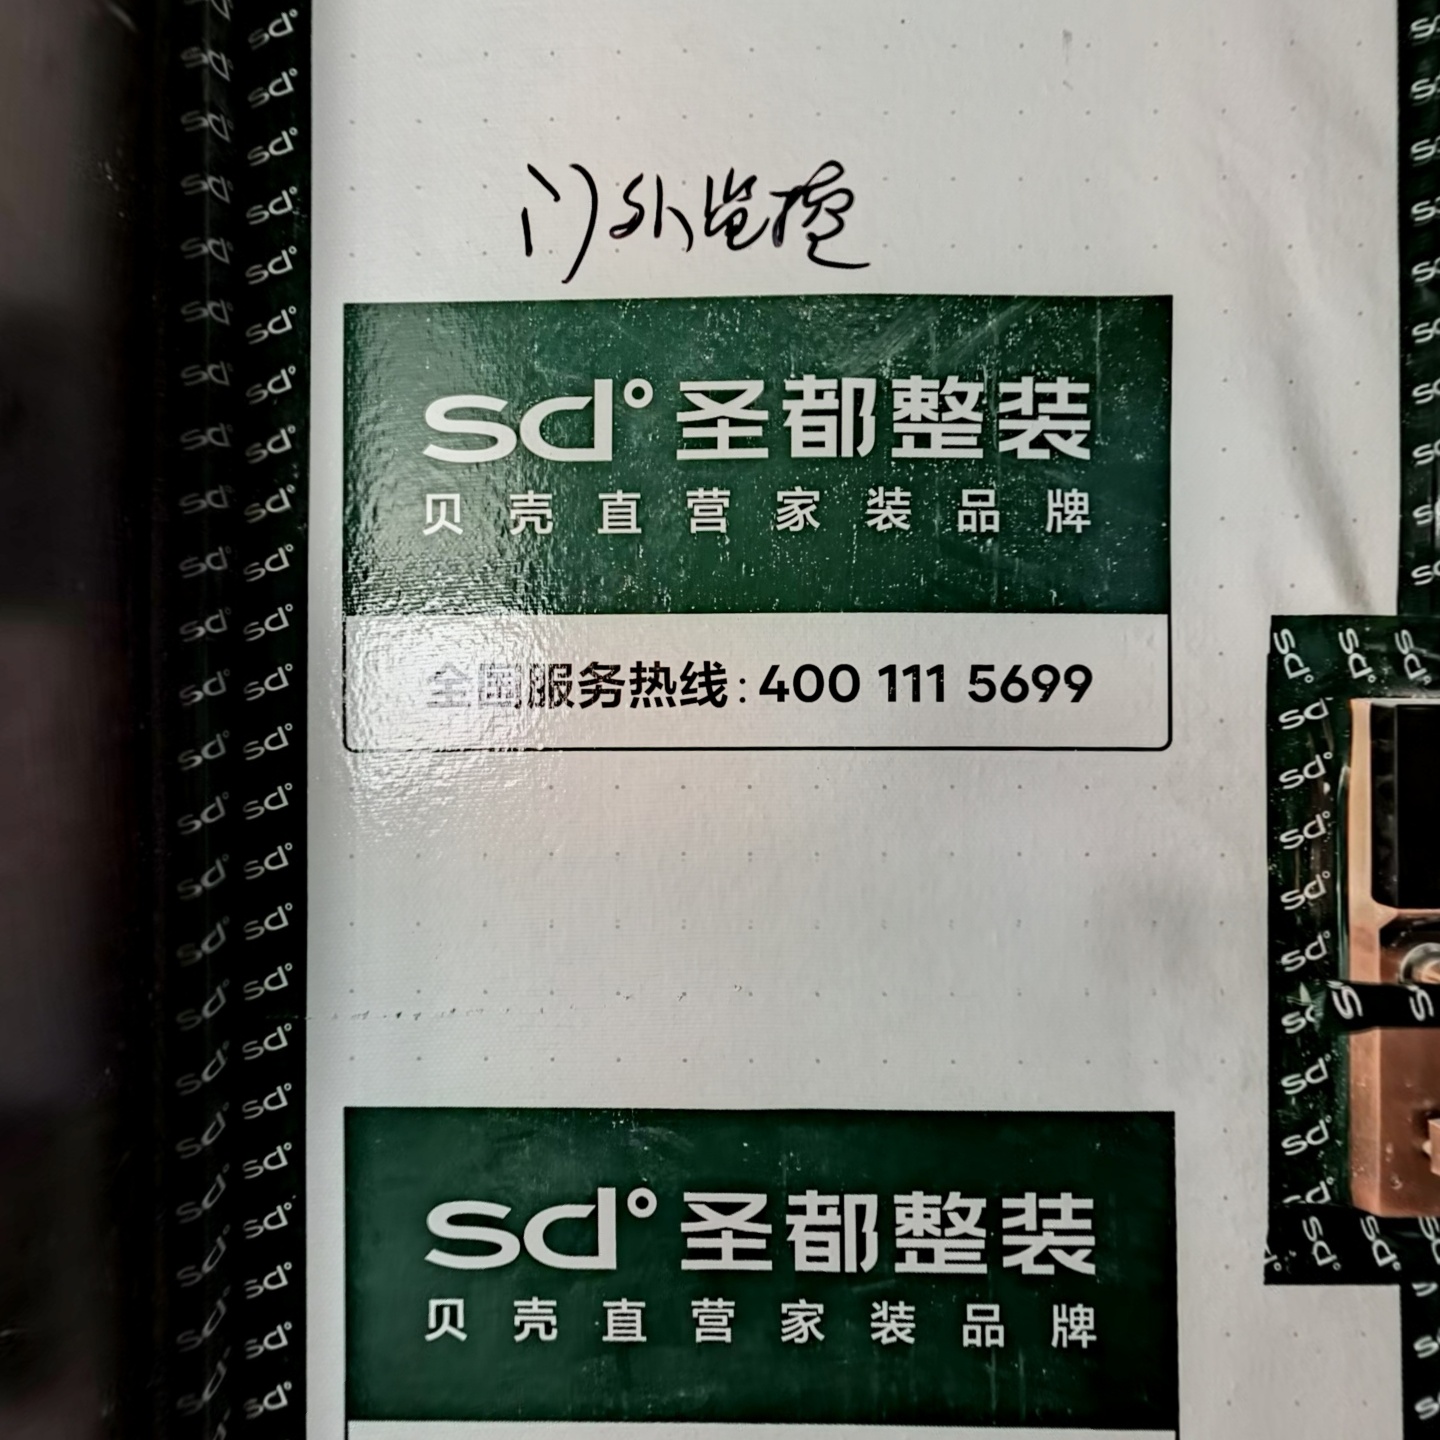 门外监控
sd° 圣都整装
贝壳直营家装品牌
全国服务热线:400 111 5699
sd° 圣都整装
贝壳直营家装品牌